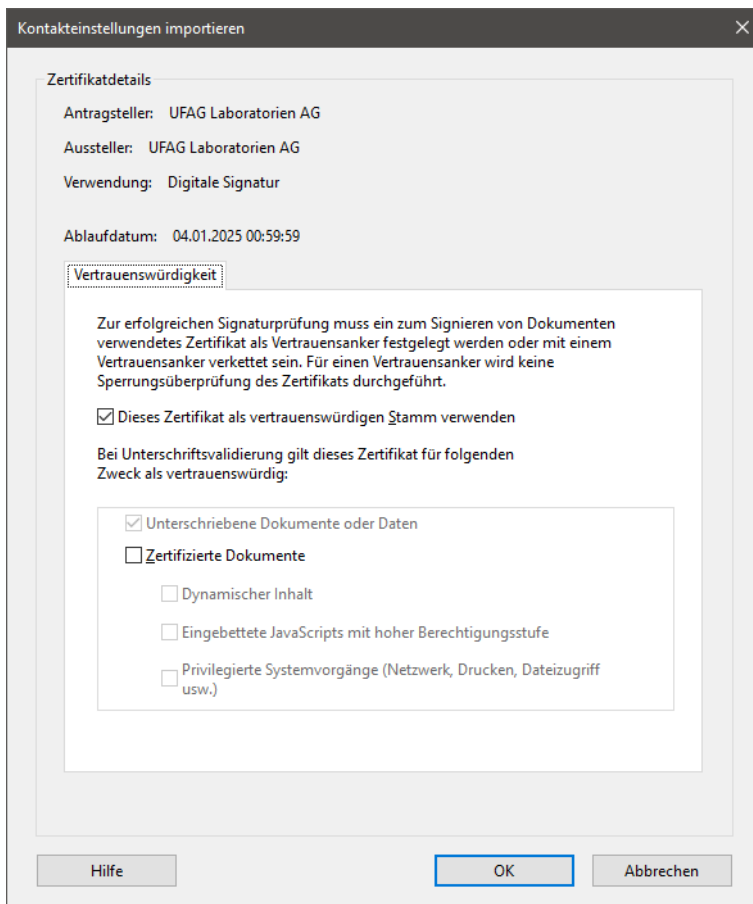 Kontakteinstellungen importieren
Zertifikatdetails
Antragsteller: UFAG Laboratorien AG
Aussteller: UFAG Laboratorien AG
Verwendung: Digitale Signatur
Ablaufdatum: 04.01.2025 00:59:59
Vertrauenswürdigkeit
Zur erfolgreichen Signaturprüfung muss ein zum Signieren von Dokumenten
verwendetes Zertifikat als Vertrauensanker festgelegt werden oder mit einem
Vertrauensanker verkettet sein. Für einen Vertrauensanker wird keine
Sperrungsüberprüfung des Zertifikats durchgeführt.
Dieses Zertifikat als vertrauenswürdigen Stamm verwenden
Bei Unterschriftsvalidierung gilt dieses Zertifikat für folgenden
Zweck als vertrauenswürdig:
Unterschriebene Dokumente oder Daten
Zertifizierte Dokumente
Dynamischer Inhalt
Eingebettete JavaScripts mit hoher Berechtigungsstufe
Privilegierte Systemvorgänge (Netzwerk, Drucken, Dateizugriff
usw.)
Hilfe OK Abbrechen